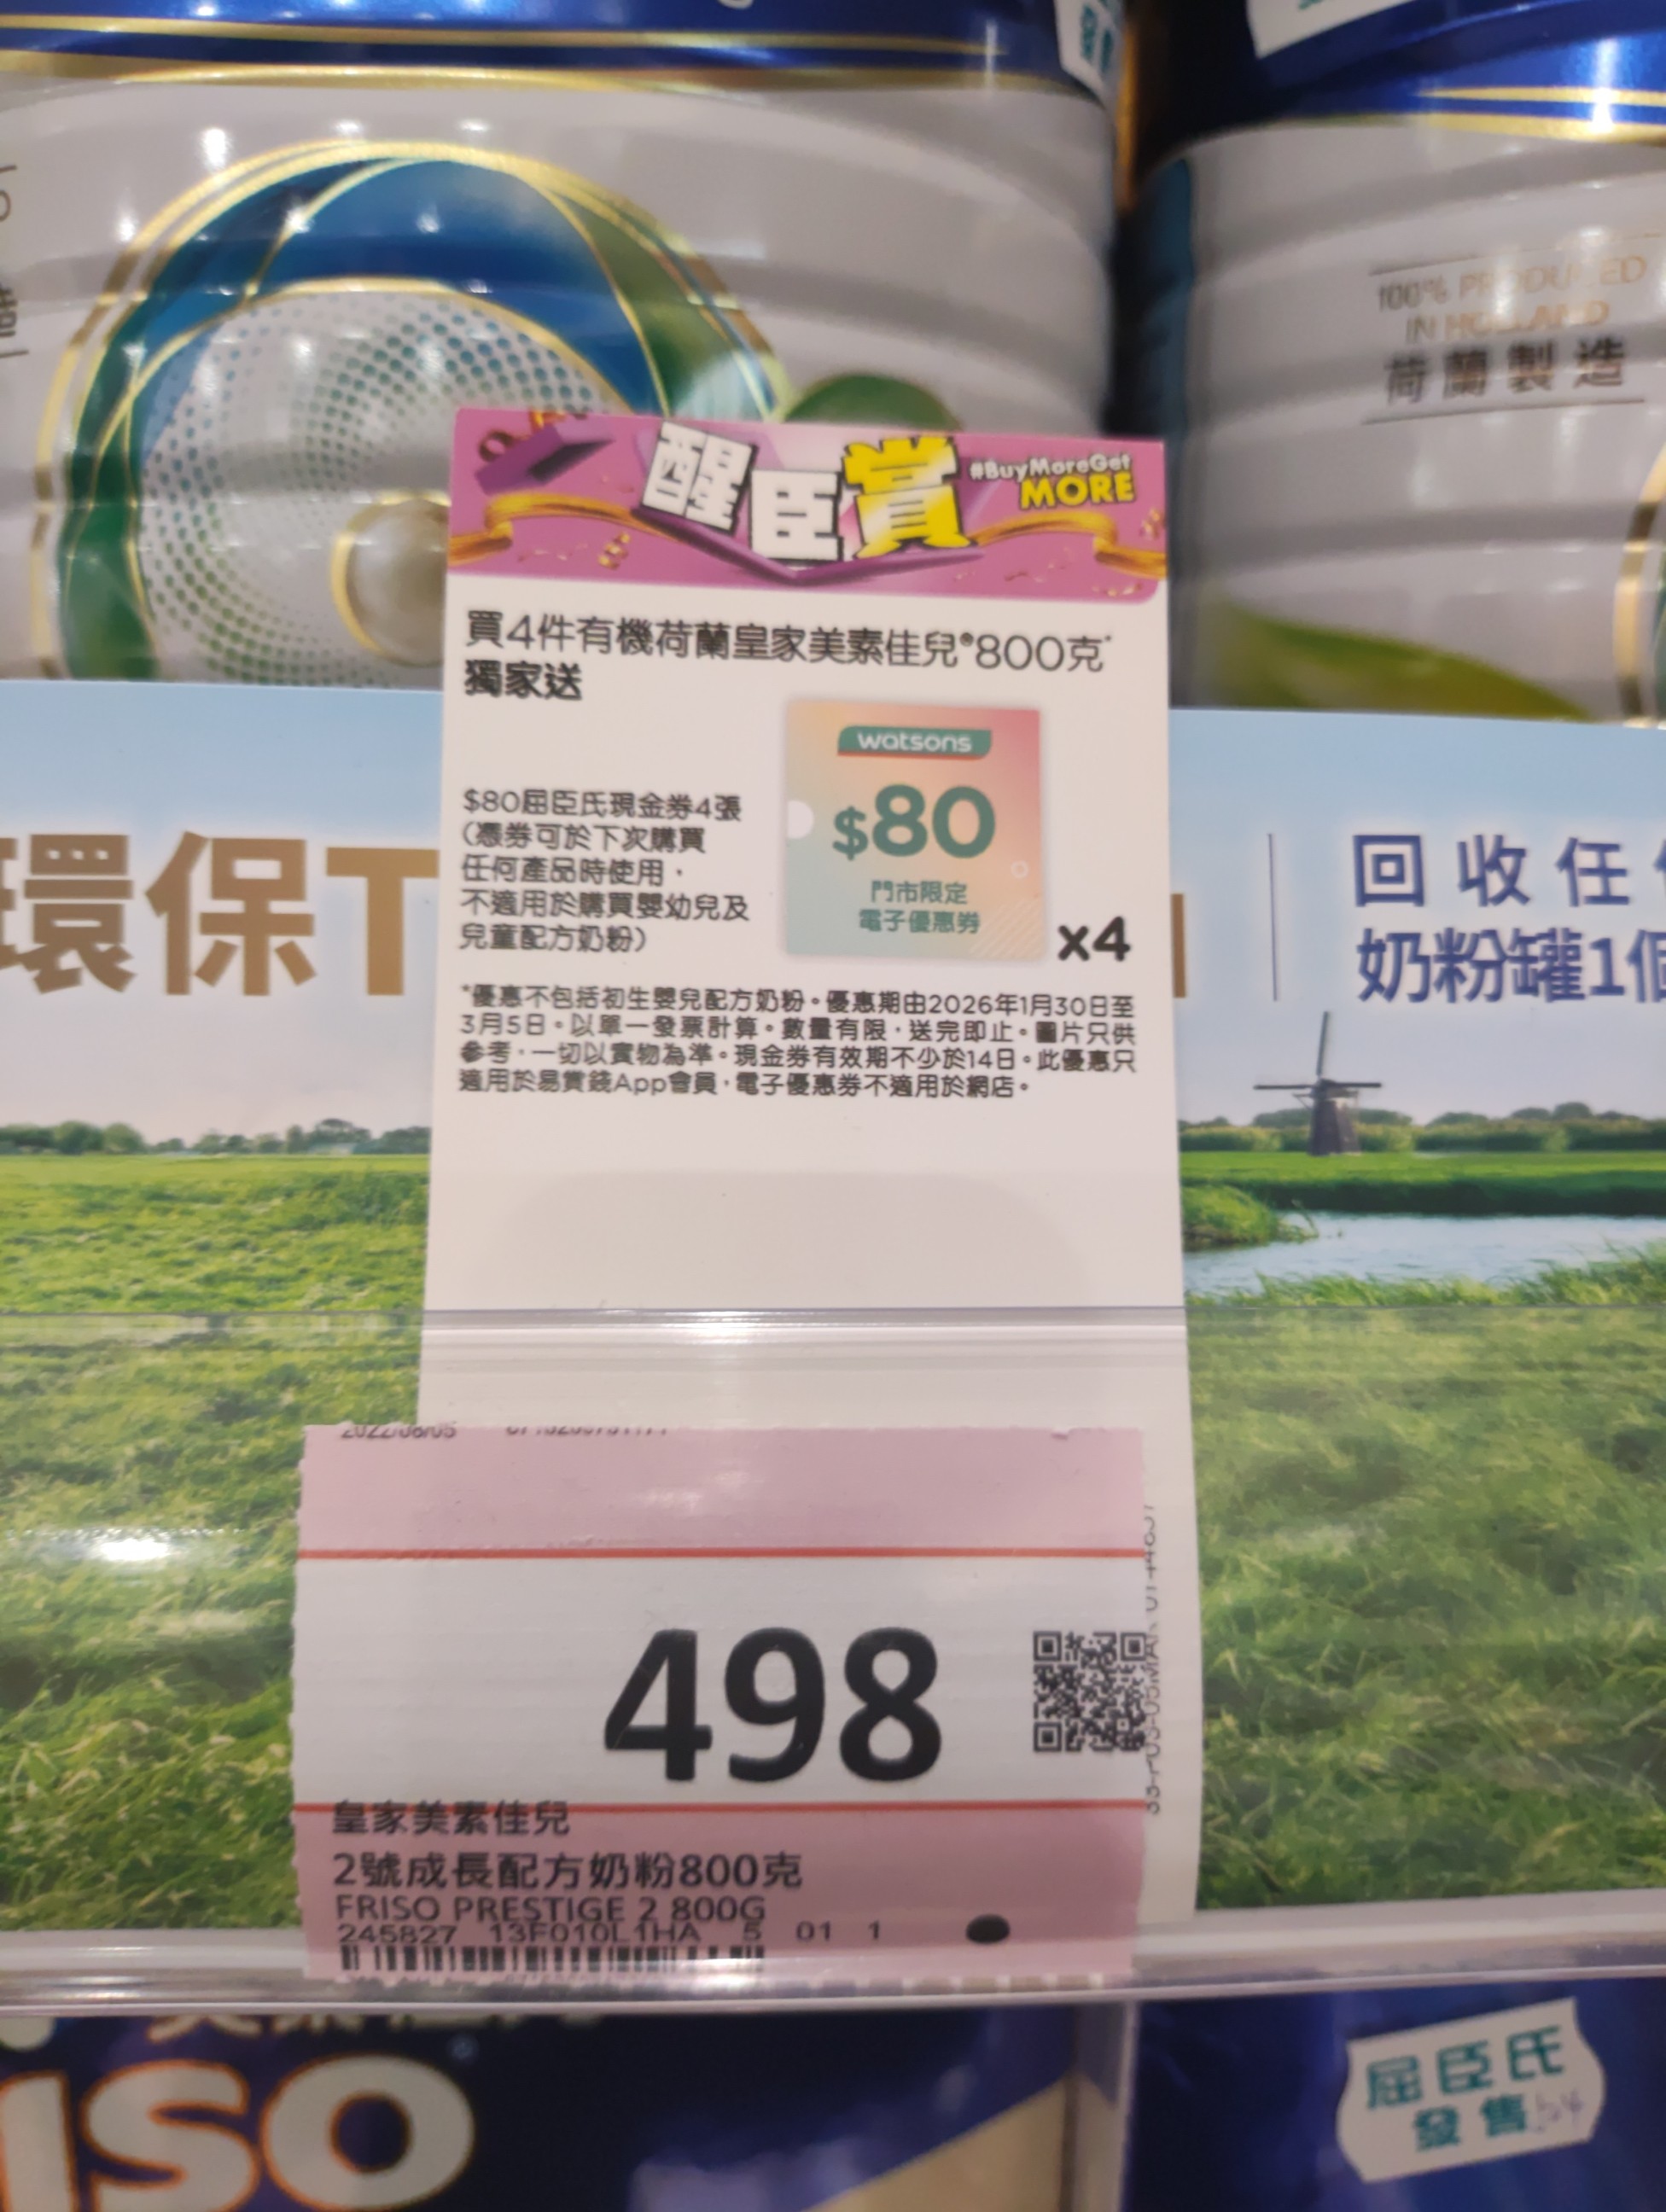 100% PRODUCED
IN HOLLAND
荷蘭製造
醒臣賞
#BuyMoreGet
MORE
買4件有機荷蘭皇家美素佳兒®800克*
獨家送
watsons
$80
門市限定
電子優惠券
x4
$80屈臣氏現金券4張
(憑券可於下次購買
任何產品時使用，
不適用於購買嬰幼兒及
兒童配方奶粉)
*優惠不包括初生嬰兒配方奶粉。優惠期由2026年1月30日至
3月5日。以單一發票計算。數量有限，送完即止。圖片只供
參考，一切以實物為準。現金券有效期不少於14日。此優惠只
適用於易賞錢App會員，電子優惠券不適用於網店。
環保T
回收任
奶粉罐1個
2022/08/05
498
皇家美素佳兒
2號成長配方奶粉800克
FRISO PRESTIGE 2 800G
245827 13F010L1HA 5 01 1
ISO
屈臣氏
發售